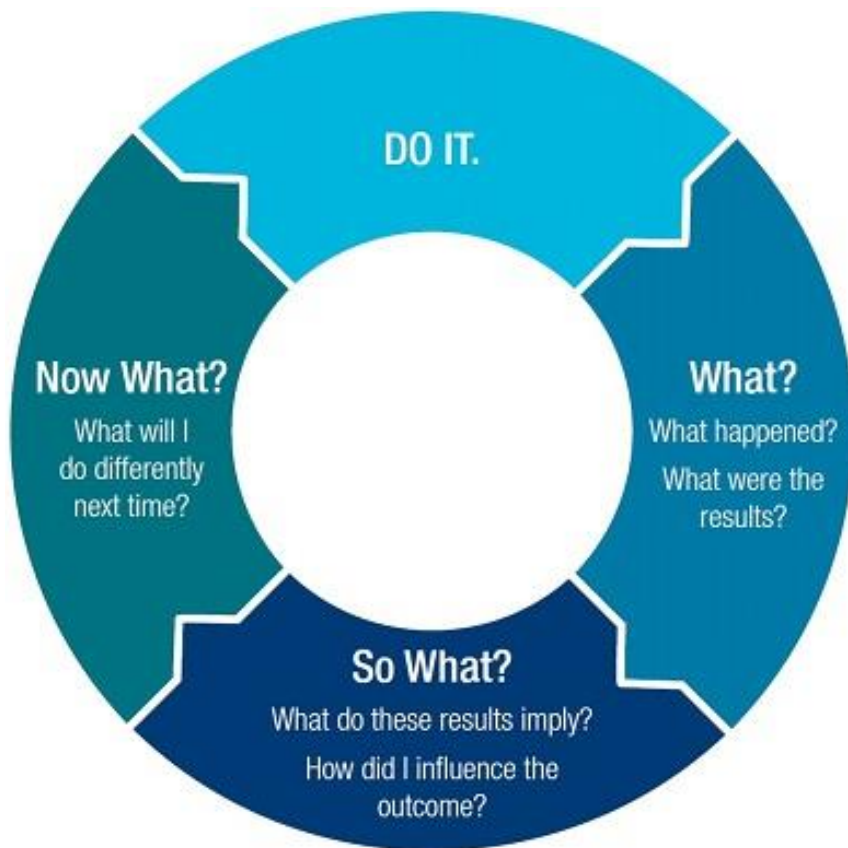 DO IT.
What?
What happened?
What were the
results?
So What?
What do these results imply?
How did I influence the
outcome?
Now What?
What will I
do differently
next time?